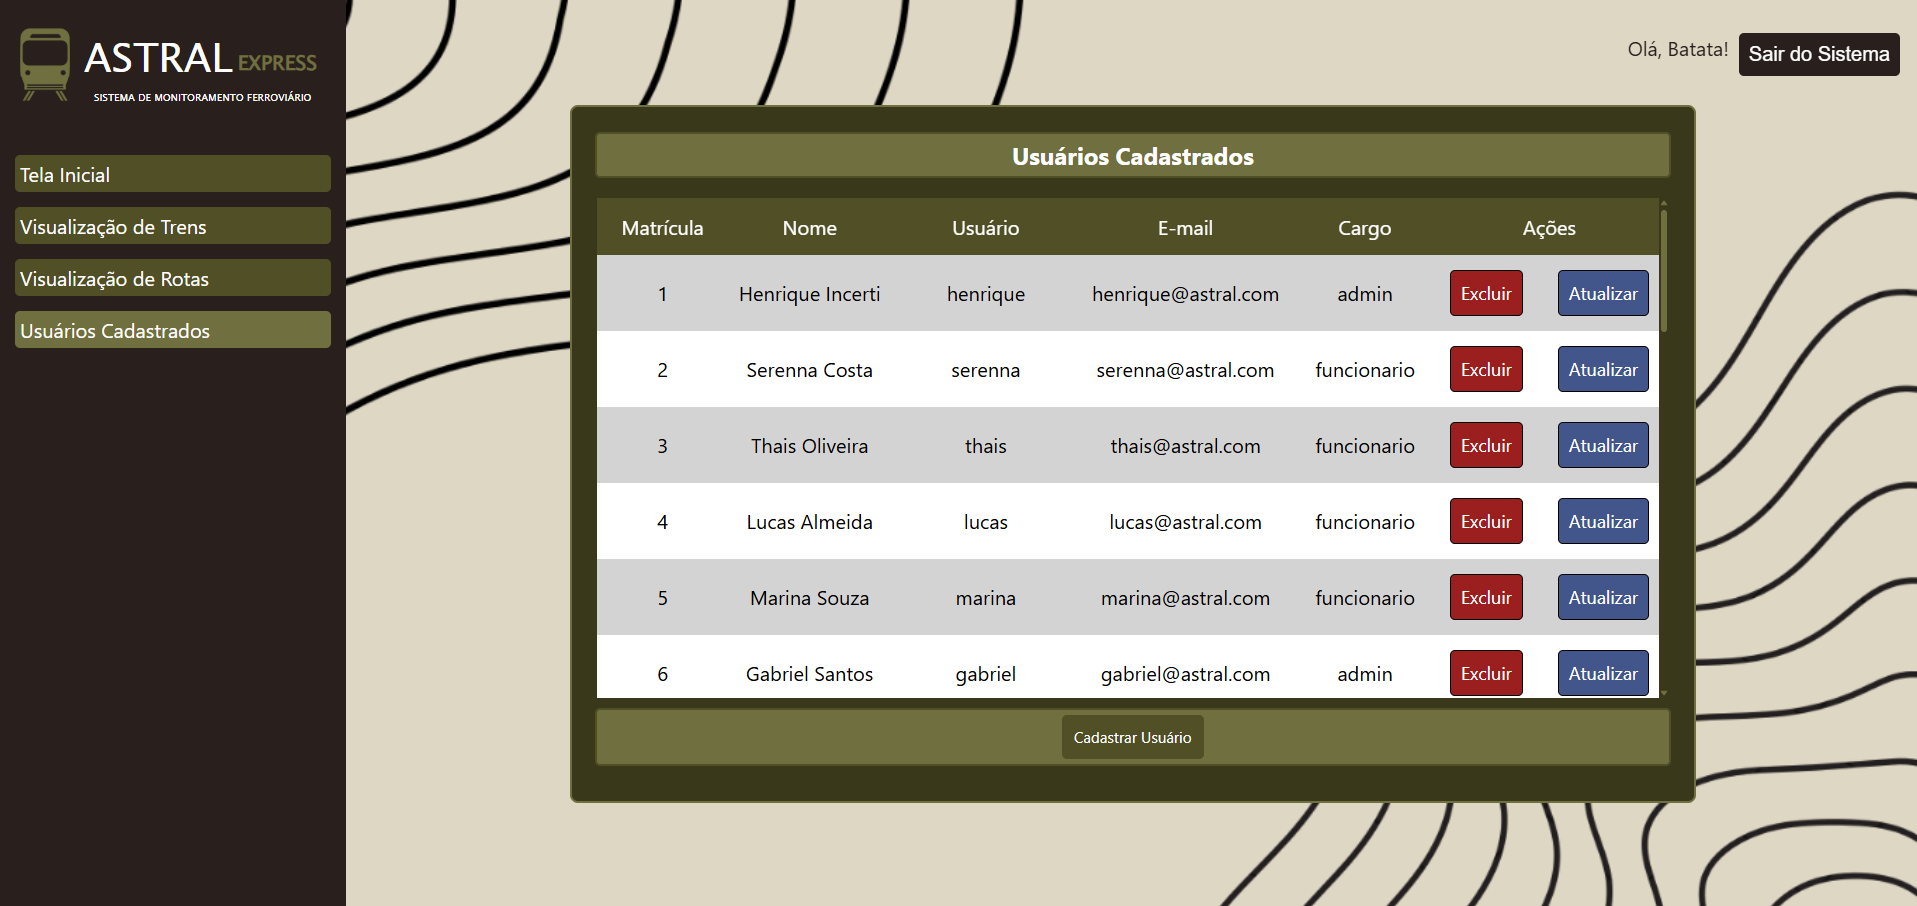 ASTRAL EXPRESS
SISTEMA DE MONITORAMENTO FERROVIÁRIO
Tela Inicial
Visualização de Trens
Visualização de Rotas
Usuários Cadastrados
Olá, Batata! Sair do Sistema
Usuários Cadastrados
Matrícula Nome Usuário E-mail Cargo Ações
1 Henrique Incerti henrique henrique@astral.com admin Excluir Atualizar
2 Serenna Costa serenna serenna@astral.com funcionario Excluir Atualizar
3 Thais Oliveira thais thais@astral.com funcionario Excluir Atualizar
4 Lucas Almeida lucas lucas@astral.com funcionario Excluir Atualizar
5 Marina Souza marina marina@astral.com funcionario Excluir Atualizar
6 Gabriel Santos gabriel gabriel@astral.com admin Excluir Atualizar
Cadastrar Usuário